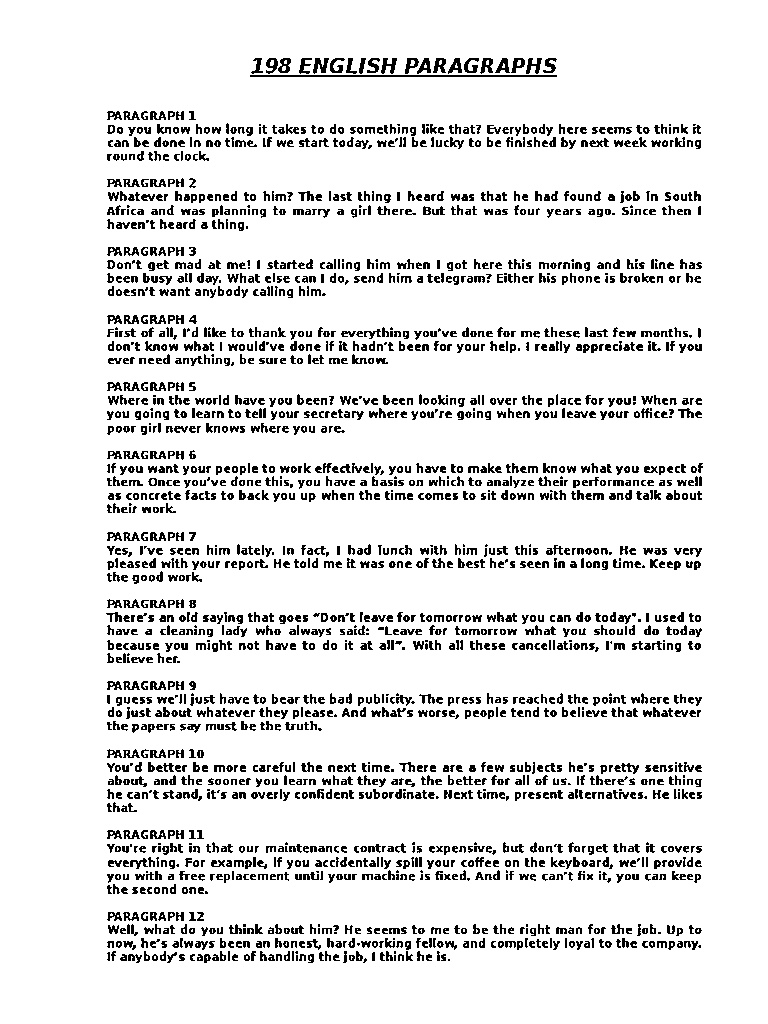 198 ENGLISH PARAGRAPHS
PARAGRAPH 1
Do you know how long it takes to do something like that? Everybody here seems to think it
can be done in no time. If we start today, we'll be lucky to be finished by next week working
round the clock.
PARAGRAPH 2
Whatever happened to him? The last thing I heard was that he had found a job in South
Africa and was planning to marry a girl there. But that was four years ago. Since then I
haven't heard a thing.
PARAGRAPH 3
Don't get mad at me! I started calling him when I got here this morning and his line has
been busy all day. What else can I do, send him a telegram? Either his phone is broken or he
doesn't want anybody calling him.
PARAGRAPH 4
First of all, I'd like to thank you for everything you've done for me these last few months. I
don't know what I would've done if it hadn't been for your help. I really appreciate it. If you
ever need anything, be sure to let me know.
PARAGRAPH 5
Where in the world have you been? We've been looking all over the place for you! When are
you going to learn to tell your secretary where you're going when you leave your office? The
poor girl never knows where you are.
PARAGRAPH 6
If you want your people to work effectively, you have to make them know what you expect of
them. Once you've done this, you have a basis on which to analyze their performance as well
as concrete facts to back you up when the time comes to sit down with them and talk about
their work.
PARAGRAPH 7
Yes, I've seen him lately. In fact, I had lunch with him just this afternoon. He was very
pleased with your report. He told me it was one of the best he's seen in a long time. Keep up
the good work.
PARAGRAPH 8
There's an old saying that goes "Don't leave for tomorrow what you can do today". I used to
have a cleaning lady who always said: "Leave for tomorrow what you should do today
because you might not have to do it at all". With all these cancellations, I'm starting to
believe her.
PARAGRAPH 9
I guess we'll just have to bear the bad publicity. The press has reached the point where they
do just about whatever they please. And what's worse, people tend to believe that whatever
the papers say must be the truth.
PARAGRAPH 10
You'd better be more careful the next time. There are a few subjects he's pretty sensitive
about, and the sooner you learn what they are, the better for all of us. If there's one thing
he can't stand, it's an overly confident subordinate. Next time, present alternatives. He likes
that.
PARAGRAPH 11
You're right in that our maintenance contract is expensive, but don't forget that it covers
everything. For example, if you accidentally spill your coffee on the keyboard, we'll provide
you with a free replacement until your machine is fixed. And if we can't fix it, you can keep
the second one.
PARAGRAPH 12
Well, what do you think about him? He seems to me to be the right man for the job. Up to
now, he's always been an honest, hard-working fellow, and completely loyal to the company.
If anybody's capable of handling the job, I think he is.